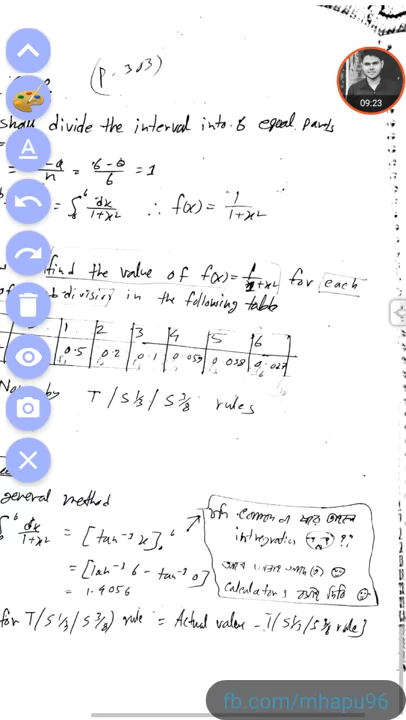 (p. 303)
09:23
shall divide the interval into 6 equal parts
= -a/n = 6-0/6 = 1
= ∫₀⁶ dx/1+x² ∴ f(x) = 1/1+x²
find the value of f(x) = 1/1+x² for each
of bdivision in the following table
1 2 3 4 5 6
0.5 0.2 0.1 0.059 0.038 0.027
Now by T/S⅓/S⅜ rules
general method
∫₀⁶ dx/1+x² = [tan⁻¹ x]₀⁶
= [tan⁻¹ 6 - tan⁻¹ 0]
= 1.4056
integration ??
calculator
for T/S⅓/S⅜ rule = Actual value - T(S⅓/S⅜ rule]
fb.com/mhapu96